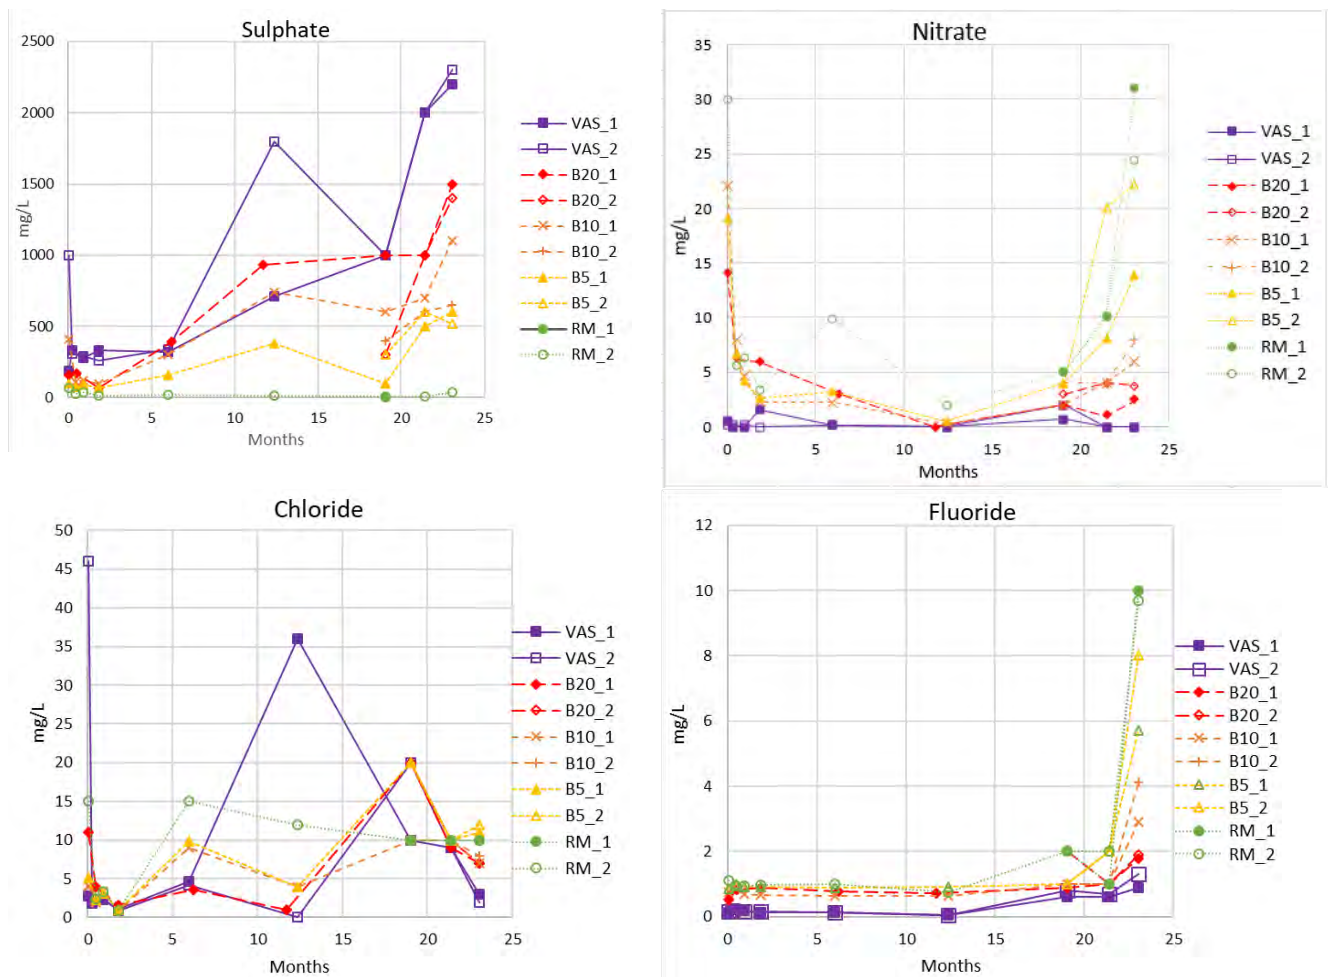 Sulphate
2500
2000
1500
1000
500
0
mg/L
0 5 10 15 20 25
Months
VAS_1
VAS_2
B20_1
B20_2
B10_1
B10_2
B5_1
B5_2
RM_1
RM_2
Nitrate
35
30
25
20
15
10
5
0
mg/L
0 5 10 15 20 25
Months
VAS_1
VAS_2
B20_1
B20_2
B10_1
B10_2
B5_1
B5_2
RM_1
RM_2
Chloride
50
45
40
35
30
25
20
15
10
5
0
mg/L
0 5 10 15 20 25
Months
VAS_1
VAS_2
B20_1
B20_2
B10_1
B10_2
B5_1
B5_2
RM_1
RM_2
Fluoride
12
10
8
6
4
2
0
mg/L
0 5 10 15 20 25
Months
VAS_1
VAS_2
B20_1
B20_2
B10_1
B10_2
B5_1
B5_2
RM_1
RM_2